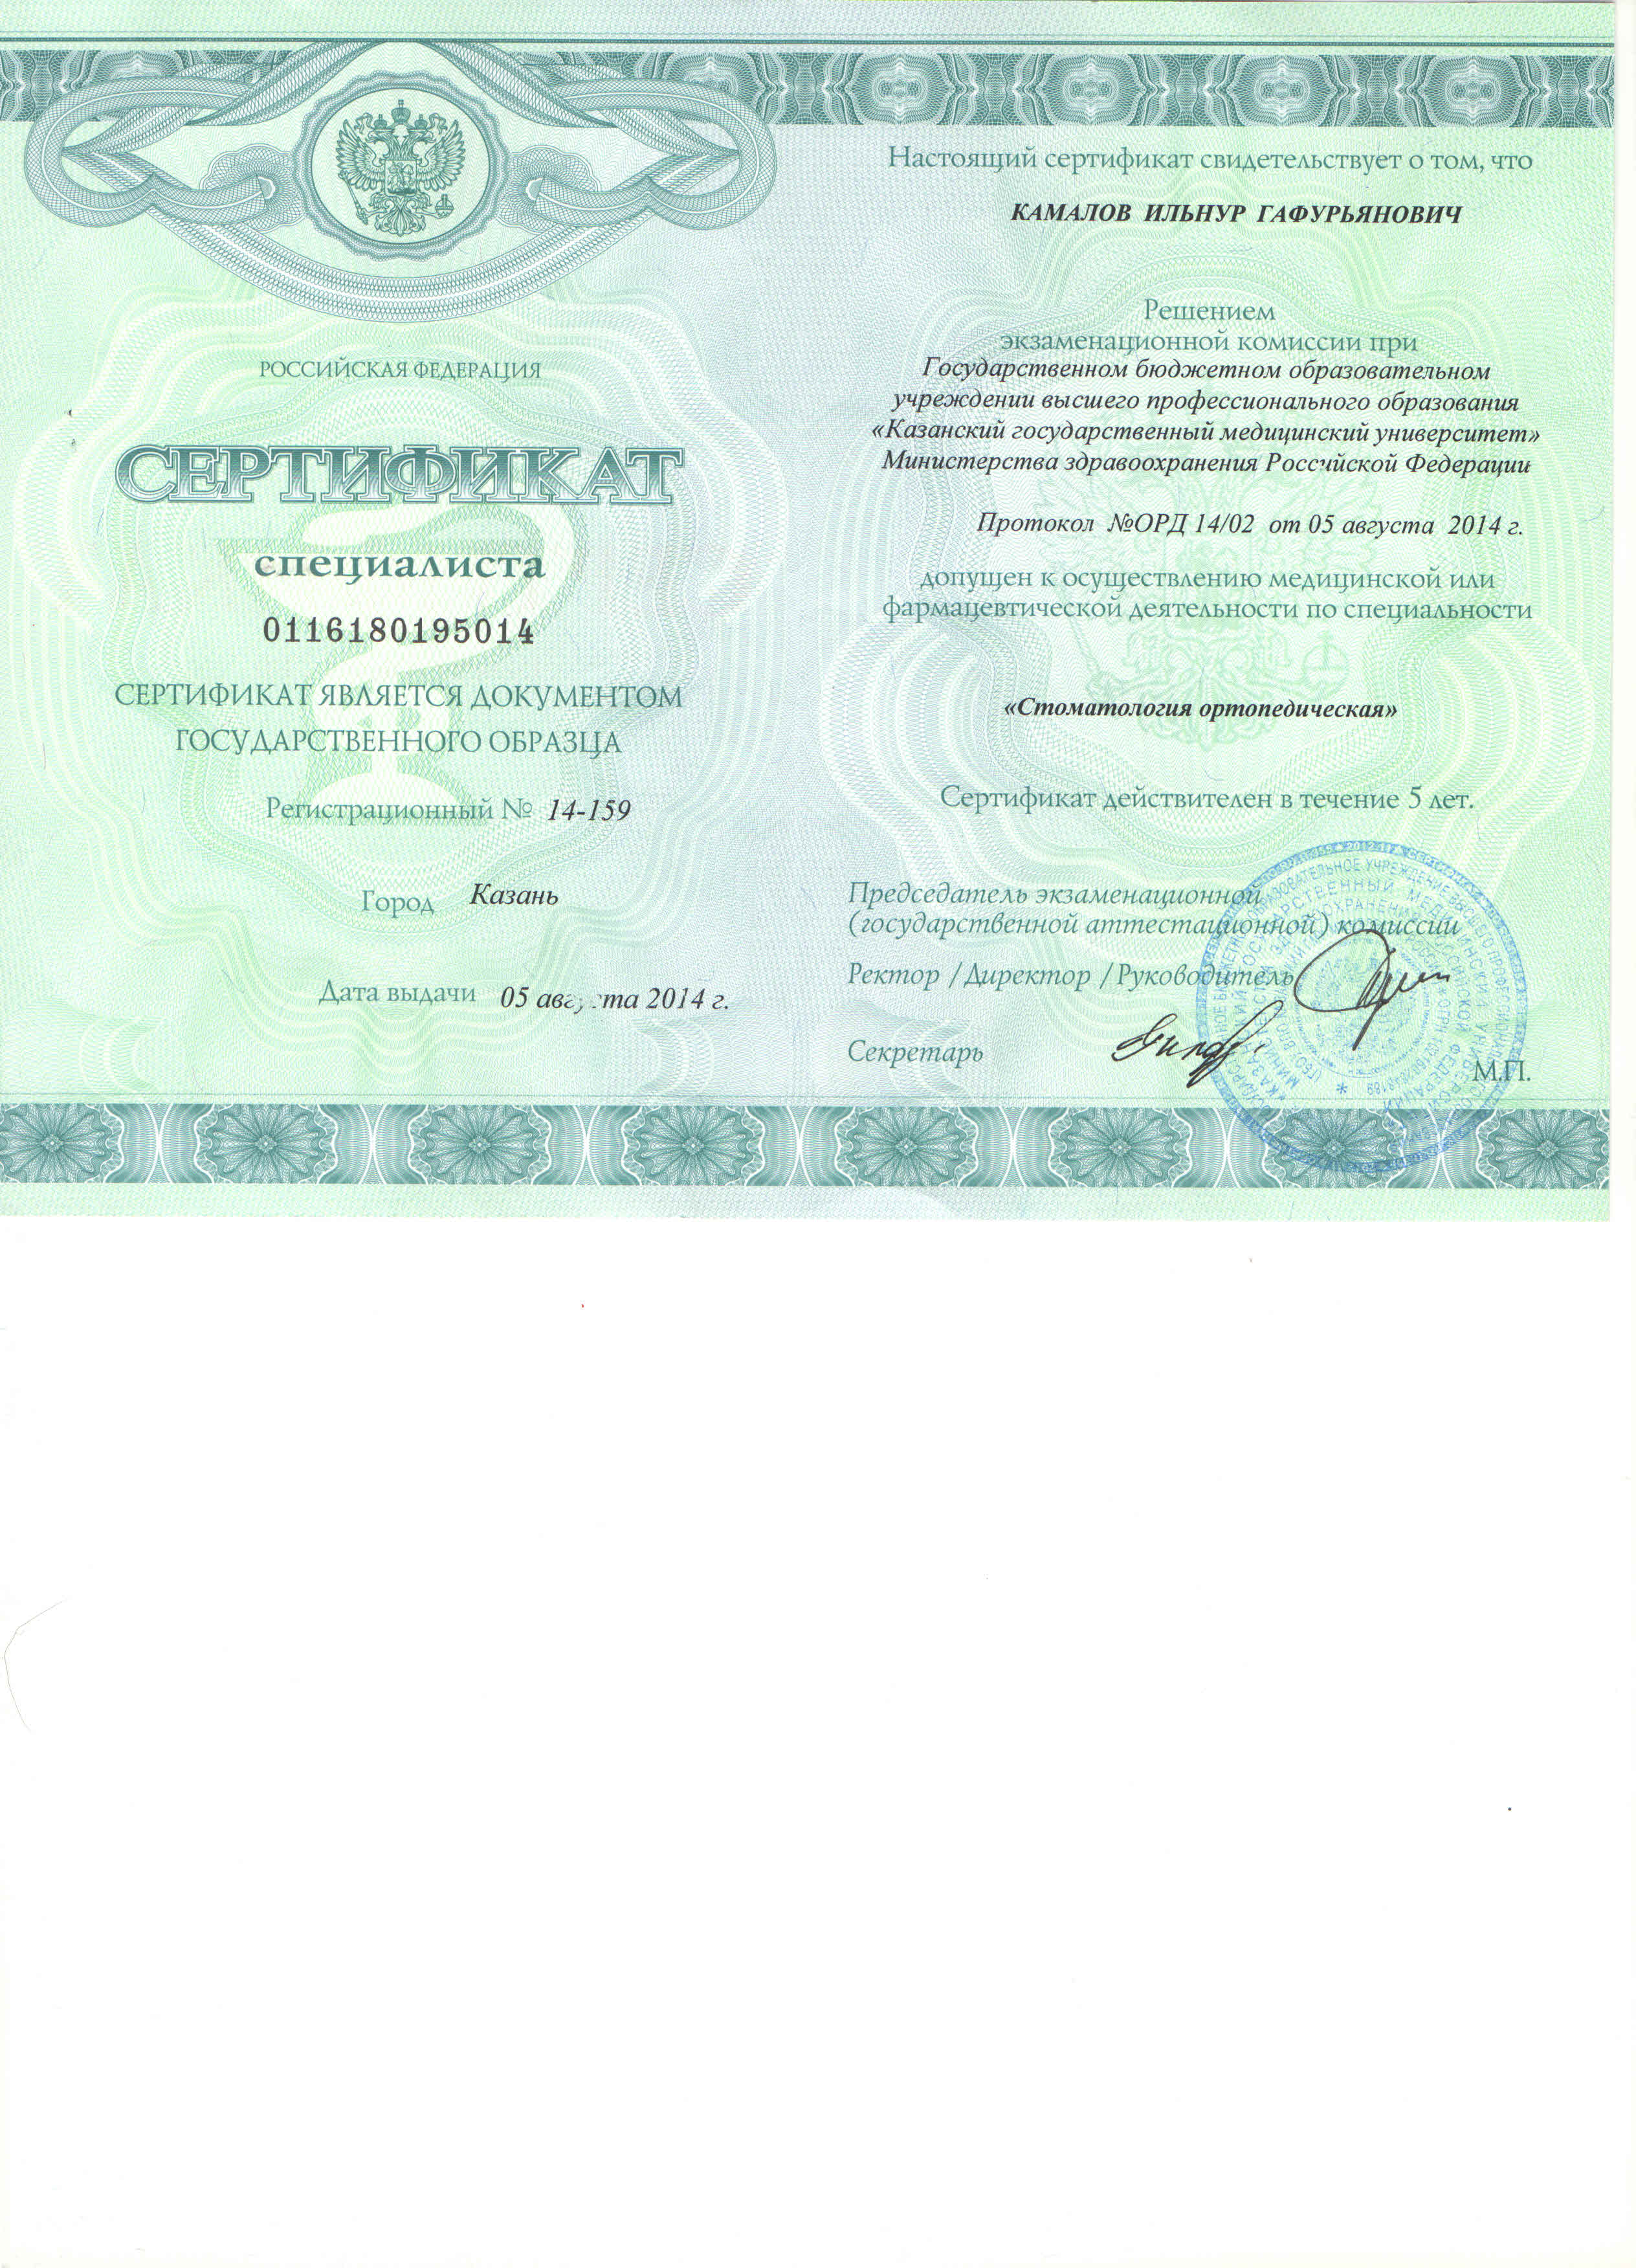 РОССИЙСКАЯ ФЕДЕРАЦИЯ
СЕРТИФИКАТ
специалиста
0116180195014
СЕРТИФИКАТ ЯВЛЯЕТСЯ ДОКУМЕНТОМ
ГОСУДАРСТВЕННОГО ОБРАЗЦА
Регистрационный № 14-159
Город Казань
Дата выдачи 05 августа 2014 г.
Настоящий сертификат свидетельствует о том, что
КАМАЛОВ ИЛЬНУР ГАФУРЬЯНОВИЧ
Решением
экзаменационной комиссии при
Государственном бюджетном образовательном
учреждении высшего профессионального образования
«Казанский государственный медицинский университет»
Министерства здравоохранения Российской Федерации
Протокол №ОРД 14/02 от 05 августа 2014 г.
допущен к осуществлению медицинской или
фармацевтической деятельности по специальности
«Стоматология ортопедическая»
Сертификат действителен в течение 5 лет.
Председатель экзаменационной
(государственной аттестационной) комиссии
Ректор /Директор /Руководитель
Секретарь
М.П.